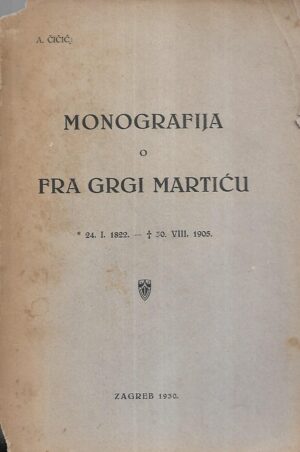 A. ČIČIĆ:
MONOGRAFIJA
O
FRA GRGI MARTIĆU
* 24. I. 1822. — † 30. VIII. 1905.
ZAGREB 1930.